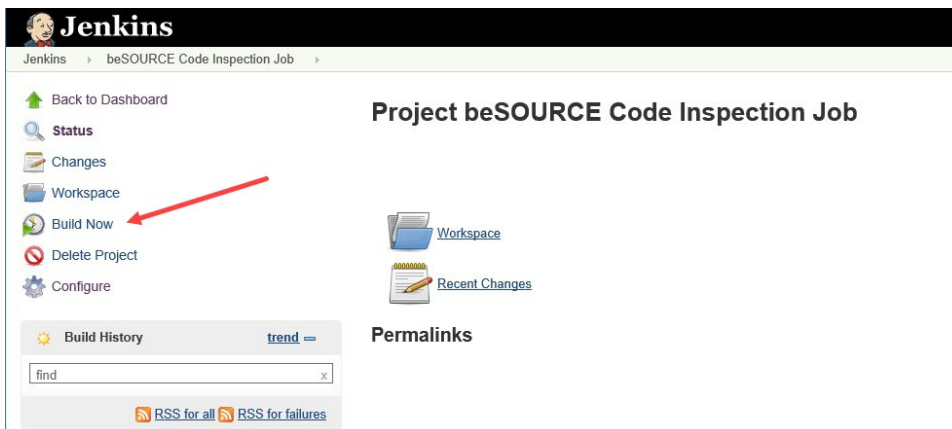 Jenkins
Jenkins beSOURCE Code Inspection Job
Back to Dashboard
Status
Changes
Workspace
Build Now
Delete Project
Configure
Build History trend
find x
RSS for all RSS for failures
Project beSOURCE Code Inspection Job
Workspace
Recent Changes
Permalinks